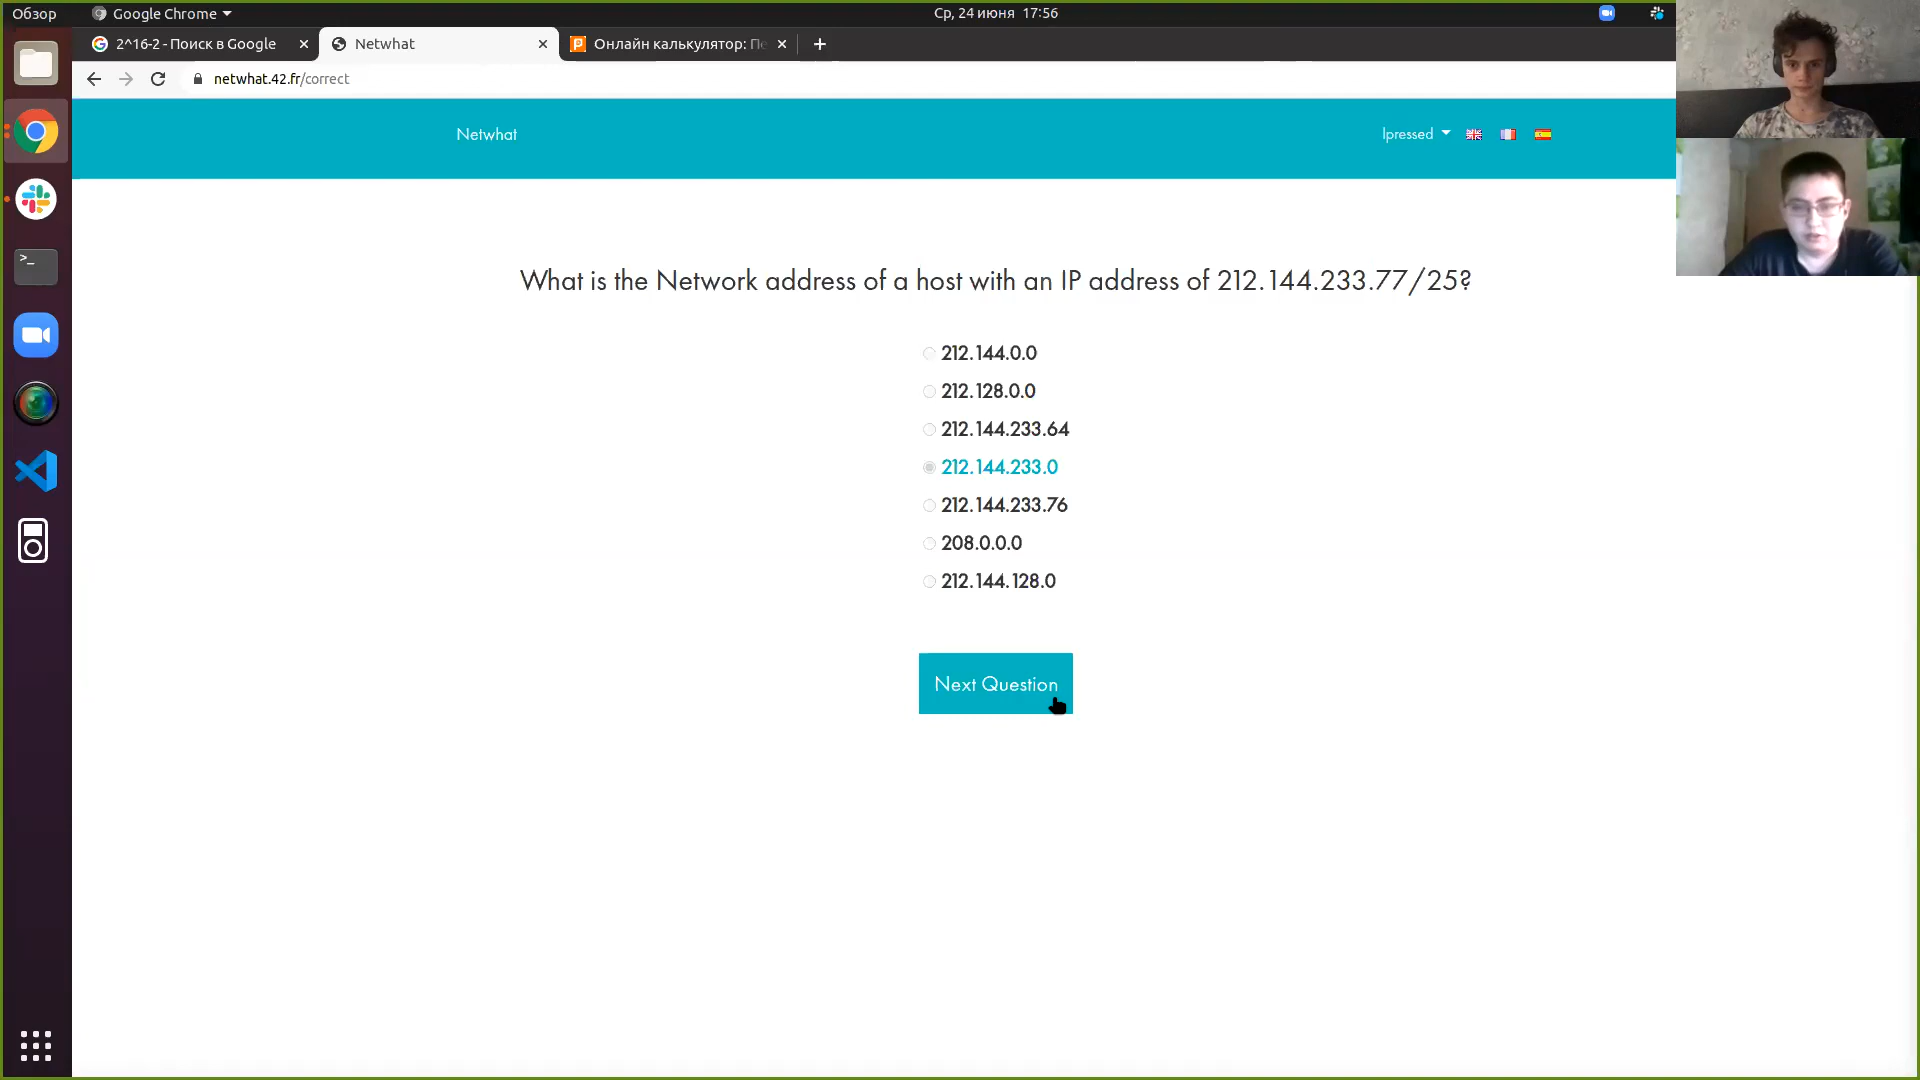 Обзор
Google Chrome
Ср, 24 июня 17:56
2^16-2 - Поиск в Google
Netwhat
Онлайн калькулятор: Пе
netwhat.42.fr/correct
Netwhat
lpressed
What is the Network address of a host with an IP address of 212.144.233.77/25?
212.144.0.0
212.128.0.0
212.144.233.64
212.144.233.0
212.144.233.76
208.0.0.0
212.144.128.0
Next Question